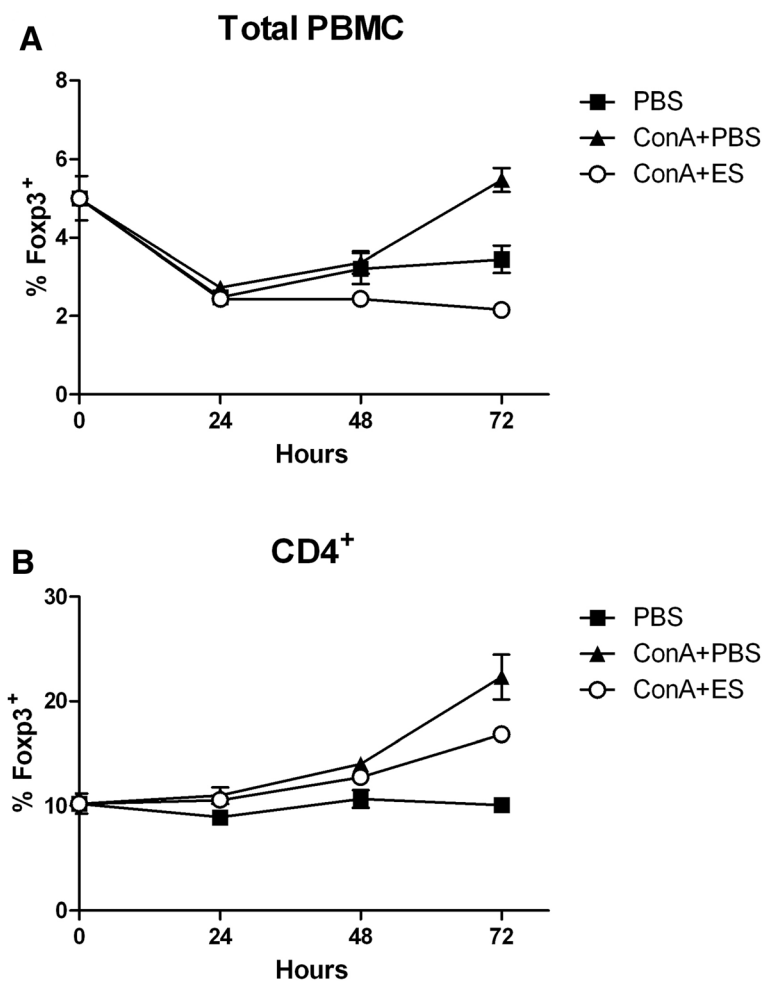 A
Total PBMC
8
6
4
2
0
% Foxp3⁺
0 24 48 72
Hours
PBS
ConA+PBS
ConA+ES
B
CD4⁺
30
20
10
0
% Foxp3⁺
0 24 48 72
Hours
PBS
ConA+PBS
ConA+ES